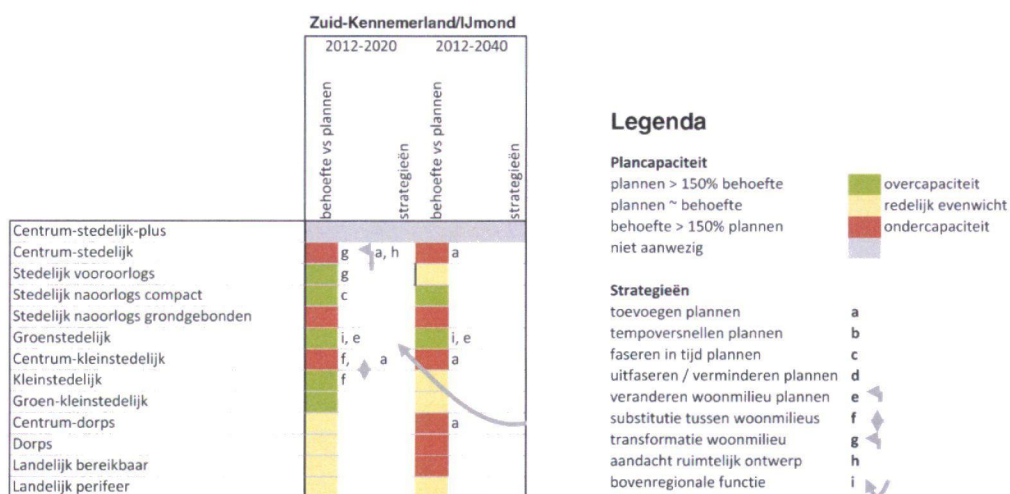 Zuid-Kennemerland/IJmond
2012-2020 2012-2040
behoefte vs plannen strategieën behoefte vs plannen strategieën
Centrum-stedelijk-plus
Centrum-stedelijk g a, h a
Stedelijk vooroorlogs g
Stedelijk naoorlogs compact c
Stedelijk naoorlogs grondgebonden
Groenstedelijk i, e i, e
Centrum-kleinstedelijk f, a a
Kleinstedelijk f
Groen-kleinstedelijk
Centrum-dorps a
Dorps
Landelijk bereikbaar
Landelijk perifeer
Legenda
Plancapaciteit
plannen > 150% behoefte overcapaciteit
plannen ~ behoefte redelijk evenwicht
behoefte > 150% plannen ondercapaciteit
niet aanwezig
Strategieën
toevoegen plannen a
tempoversnellen plannen b
faseren in tijd plannen c
uitfaseren / verminderen plannen d
veranderen woonmilieu plannen e
substitutie tussen woonmilieus f
transformatie woonmilieu g
aandacht ruimtelijk ontwerp h
bovenregionale functie i